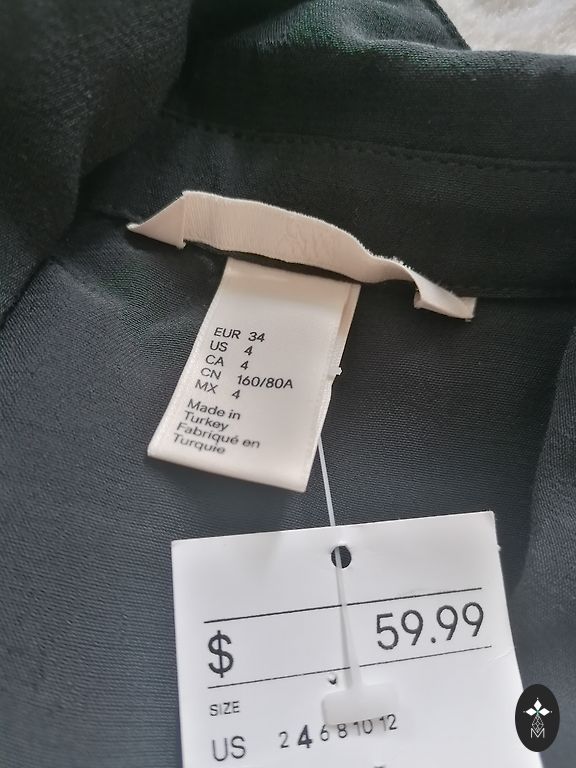 EUR 34
US 4
CA 4
CN 160/80A
MX 4
Made in
Turkey
Fabriqué en
Turquie
$ 59.99
SIZE
US 2 4 6 8 10 12
M